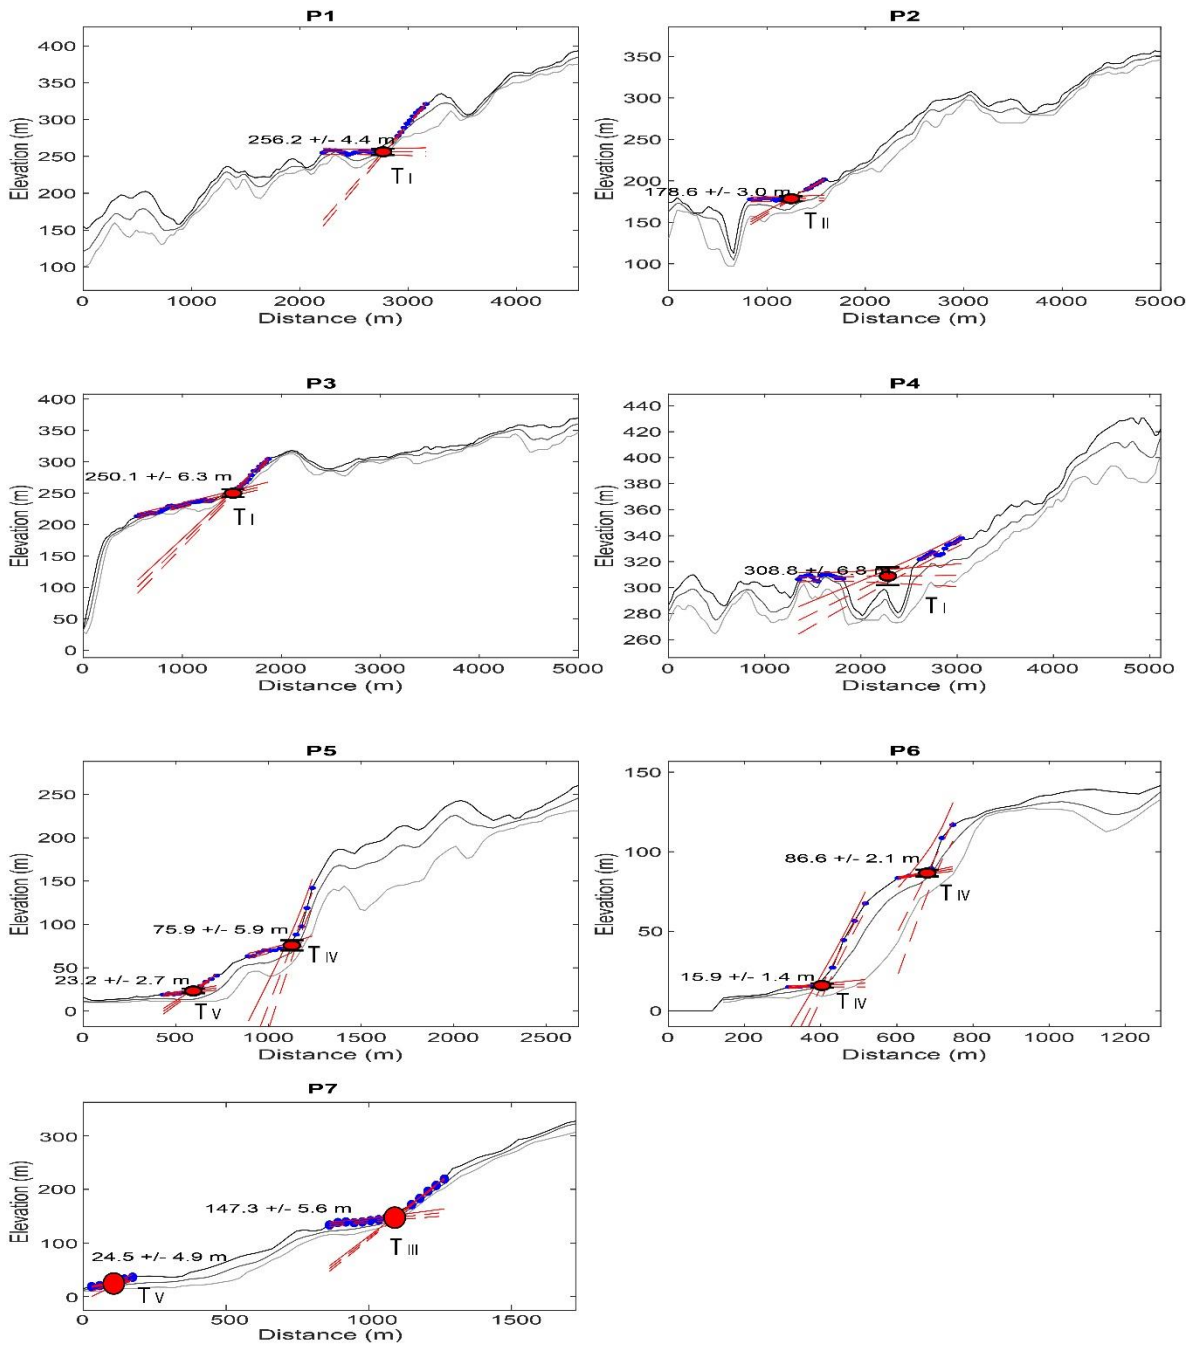 P1
Elevation (m)
400
350
300
250
200
150
100
256.2 +/- 4.4 m
T I
0
1000
2000
3000
4000
Distance (m)
P2
Elevation (m)
400
300
200
100
178.6 +/- 3.0 m
T II
0
1000
2000
3000
4000
5000
Distance (m)
P3
Elevation (m)
400
350
300
250
200
150
100
50
0
250.1 +/- 6.3 m
T I
0
1000
2000
3000
4000
5000
Distance (m)
P4
Elevation (m)
440
420
400
380
360
340
320
300
280
260
308.8 +/- 6.8 m
T I
0
1000
2000
3000
4000
5000
Distance (m)
P5
Elevation (m)
250
200
150
100
50
0
75.9 +/- 5.9 m
T IV
23.2 +/- 2.7 m
T V
0
500
1000
1500
2000
2500
Distance (m)
P6
Elevation (m)
150
100
50
0
86.6 +/- 2.1 m
T IV
15.9 +/- 1.4 m
T IV
0
200
400
600
800
1000
1200
Distance (m)
P7
Elevation (m)
300
200
100
0
147.3 +/- 5.6 m
T III
24.5 +/- 4.9 m
T V
0
500
1000
1500
Distance (m)